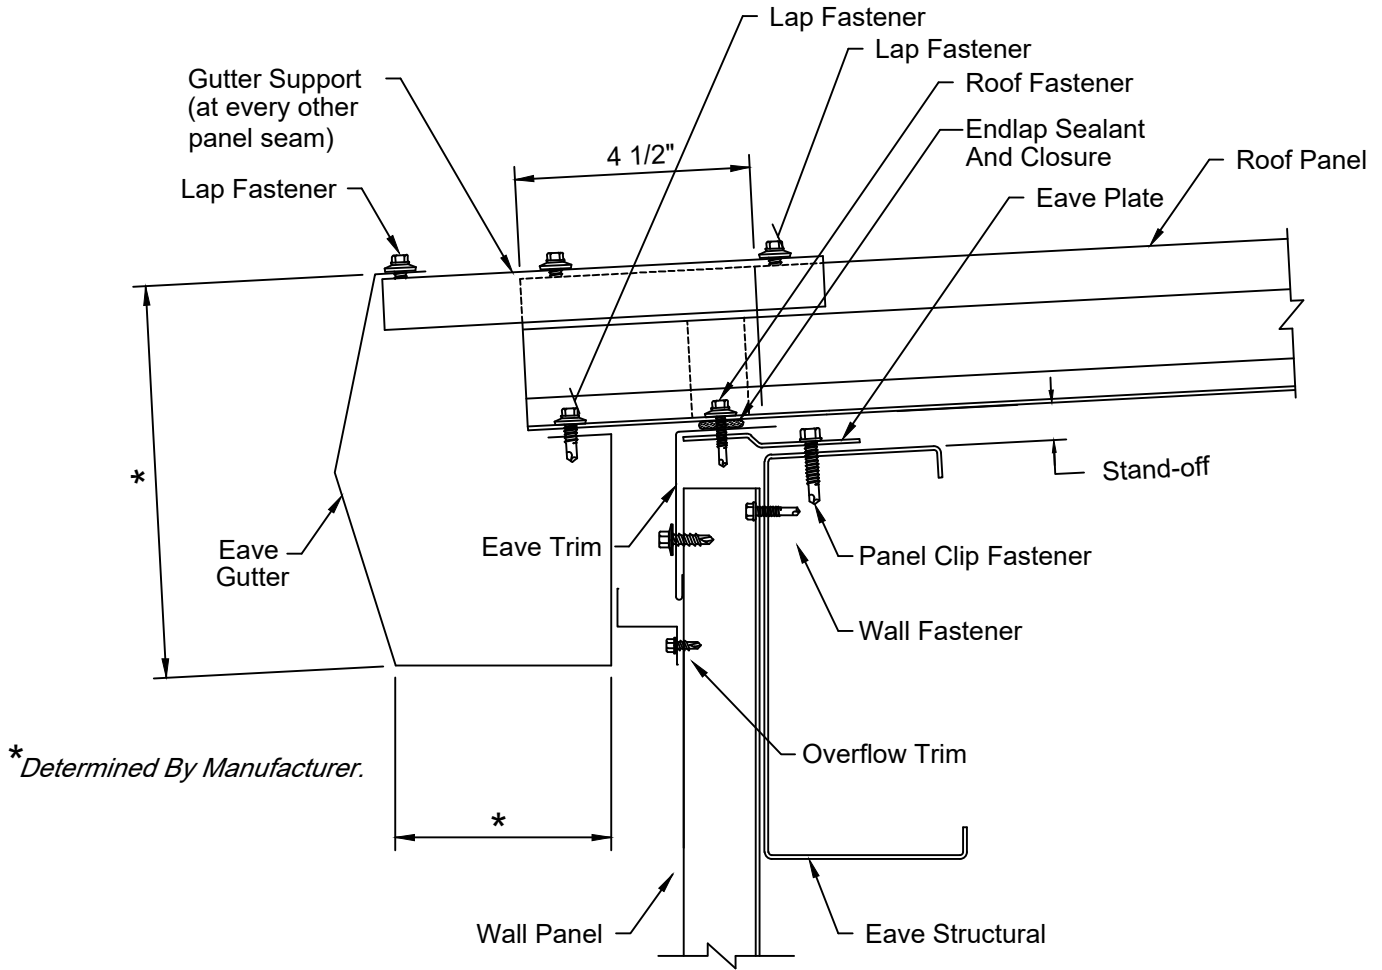 Lap Fastener
Lap Fastener
Gutter Support
(at every other
panel seam)
Roof Fastener
Endlap Sealant
And Closure
4 1/2"
Roof Panel
Lap Fastener
Eave Plate
*
Stand-off
Eave
Gutter
Eave Trim
Panel Clip Fastener
Wall Fastener
Overflow Trim
*Determined By Manufacturer.
*
Wall Panel
Eave Structural